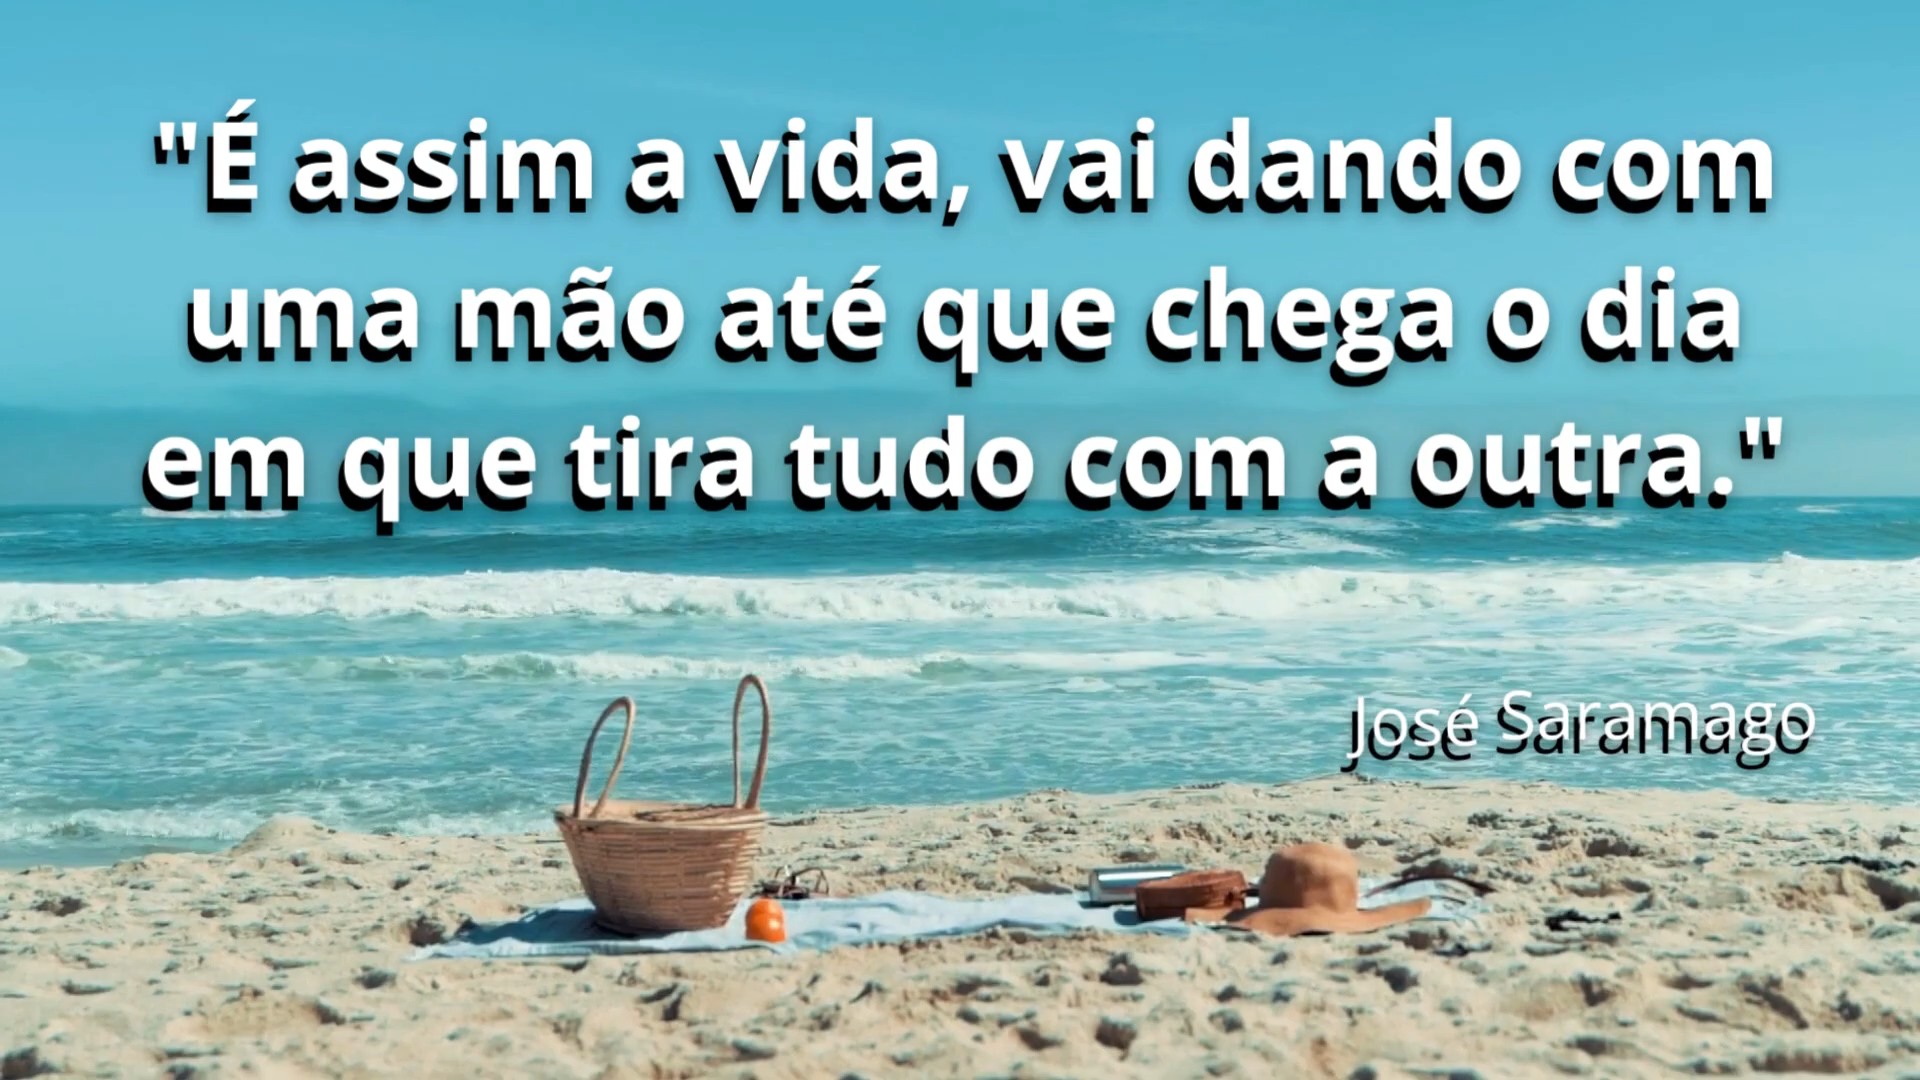 "É assim a vida, vai dando com
uma mão até que chega o dia
em que tira tudo com a outra."
José Saramago